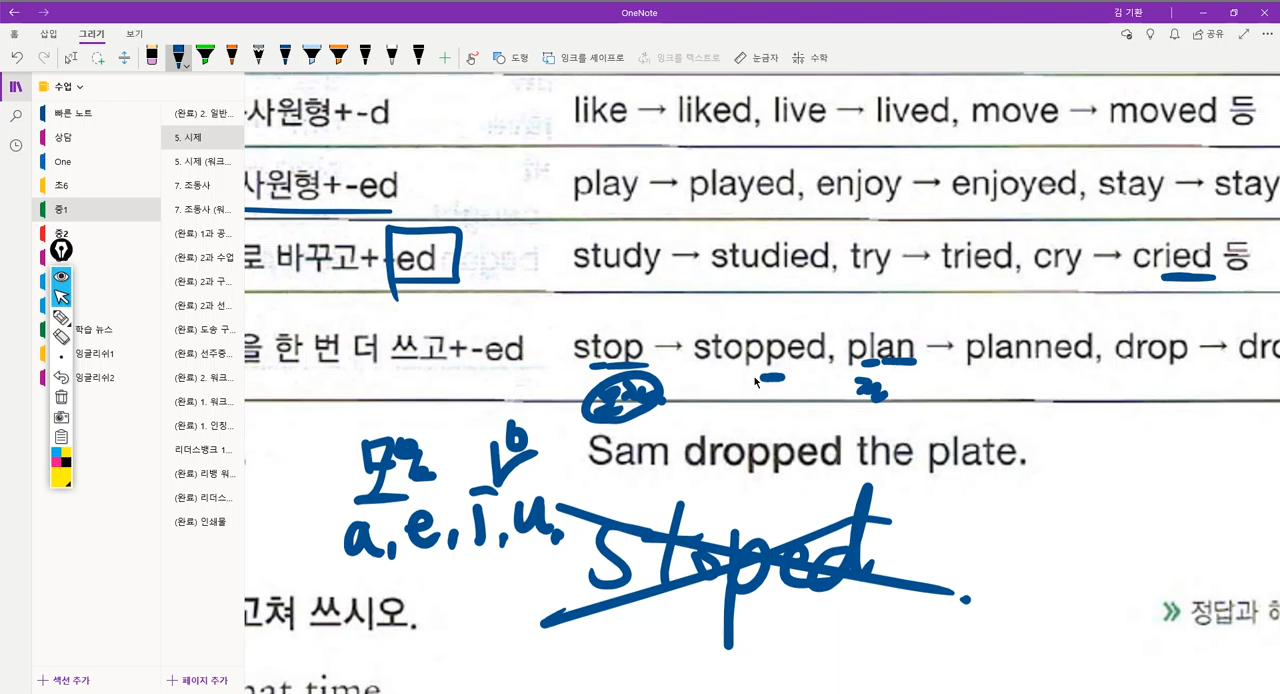 OneNote
김 기환
홈 삽입 그리기 보기
공유
도형 잉크를 셰이프로 잉크를 텍스트로 눈금자 수학
수업
빠른 노트
상담
One
초6
중1
중2
학습 뉴스
잉글리쉬1
잉글리쉬2
섹션 추가
(완료) 2. 일반...
5. 시제
5. 시제 (워크...
7. 조동사
7. 조동사 (워...
(완료) 1과 공...
(완료) 2과 수업
(완료) 2과 구...
(완료) 2과 선...
(완료) 도송 구...
(완료) 선주중...
(완료) 2. 워크...
(완료) 1. 워크...
(완료) 1. 인칭...
리더스뱅크 1...
(완료) 리뱅 워...
(완료) 리더스...
(완료) 인쇄물
페이지 추가
사원형+-d like → liked, live → lived, move → moved 등
사원형+-ed play → played, enjoy → enjoyed, stay → stay
로 바꾸고+-ed study → studied, try → tried, cry → cried 등
을 한 번 더 쓰고+-ed stop → stopped, plan → planned, drop → dro
Sam dropped the plate.
모음
a, e, i, u,
stoped
고쳐 쓰시오.
정답과 해
hat time